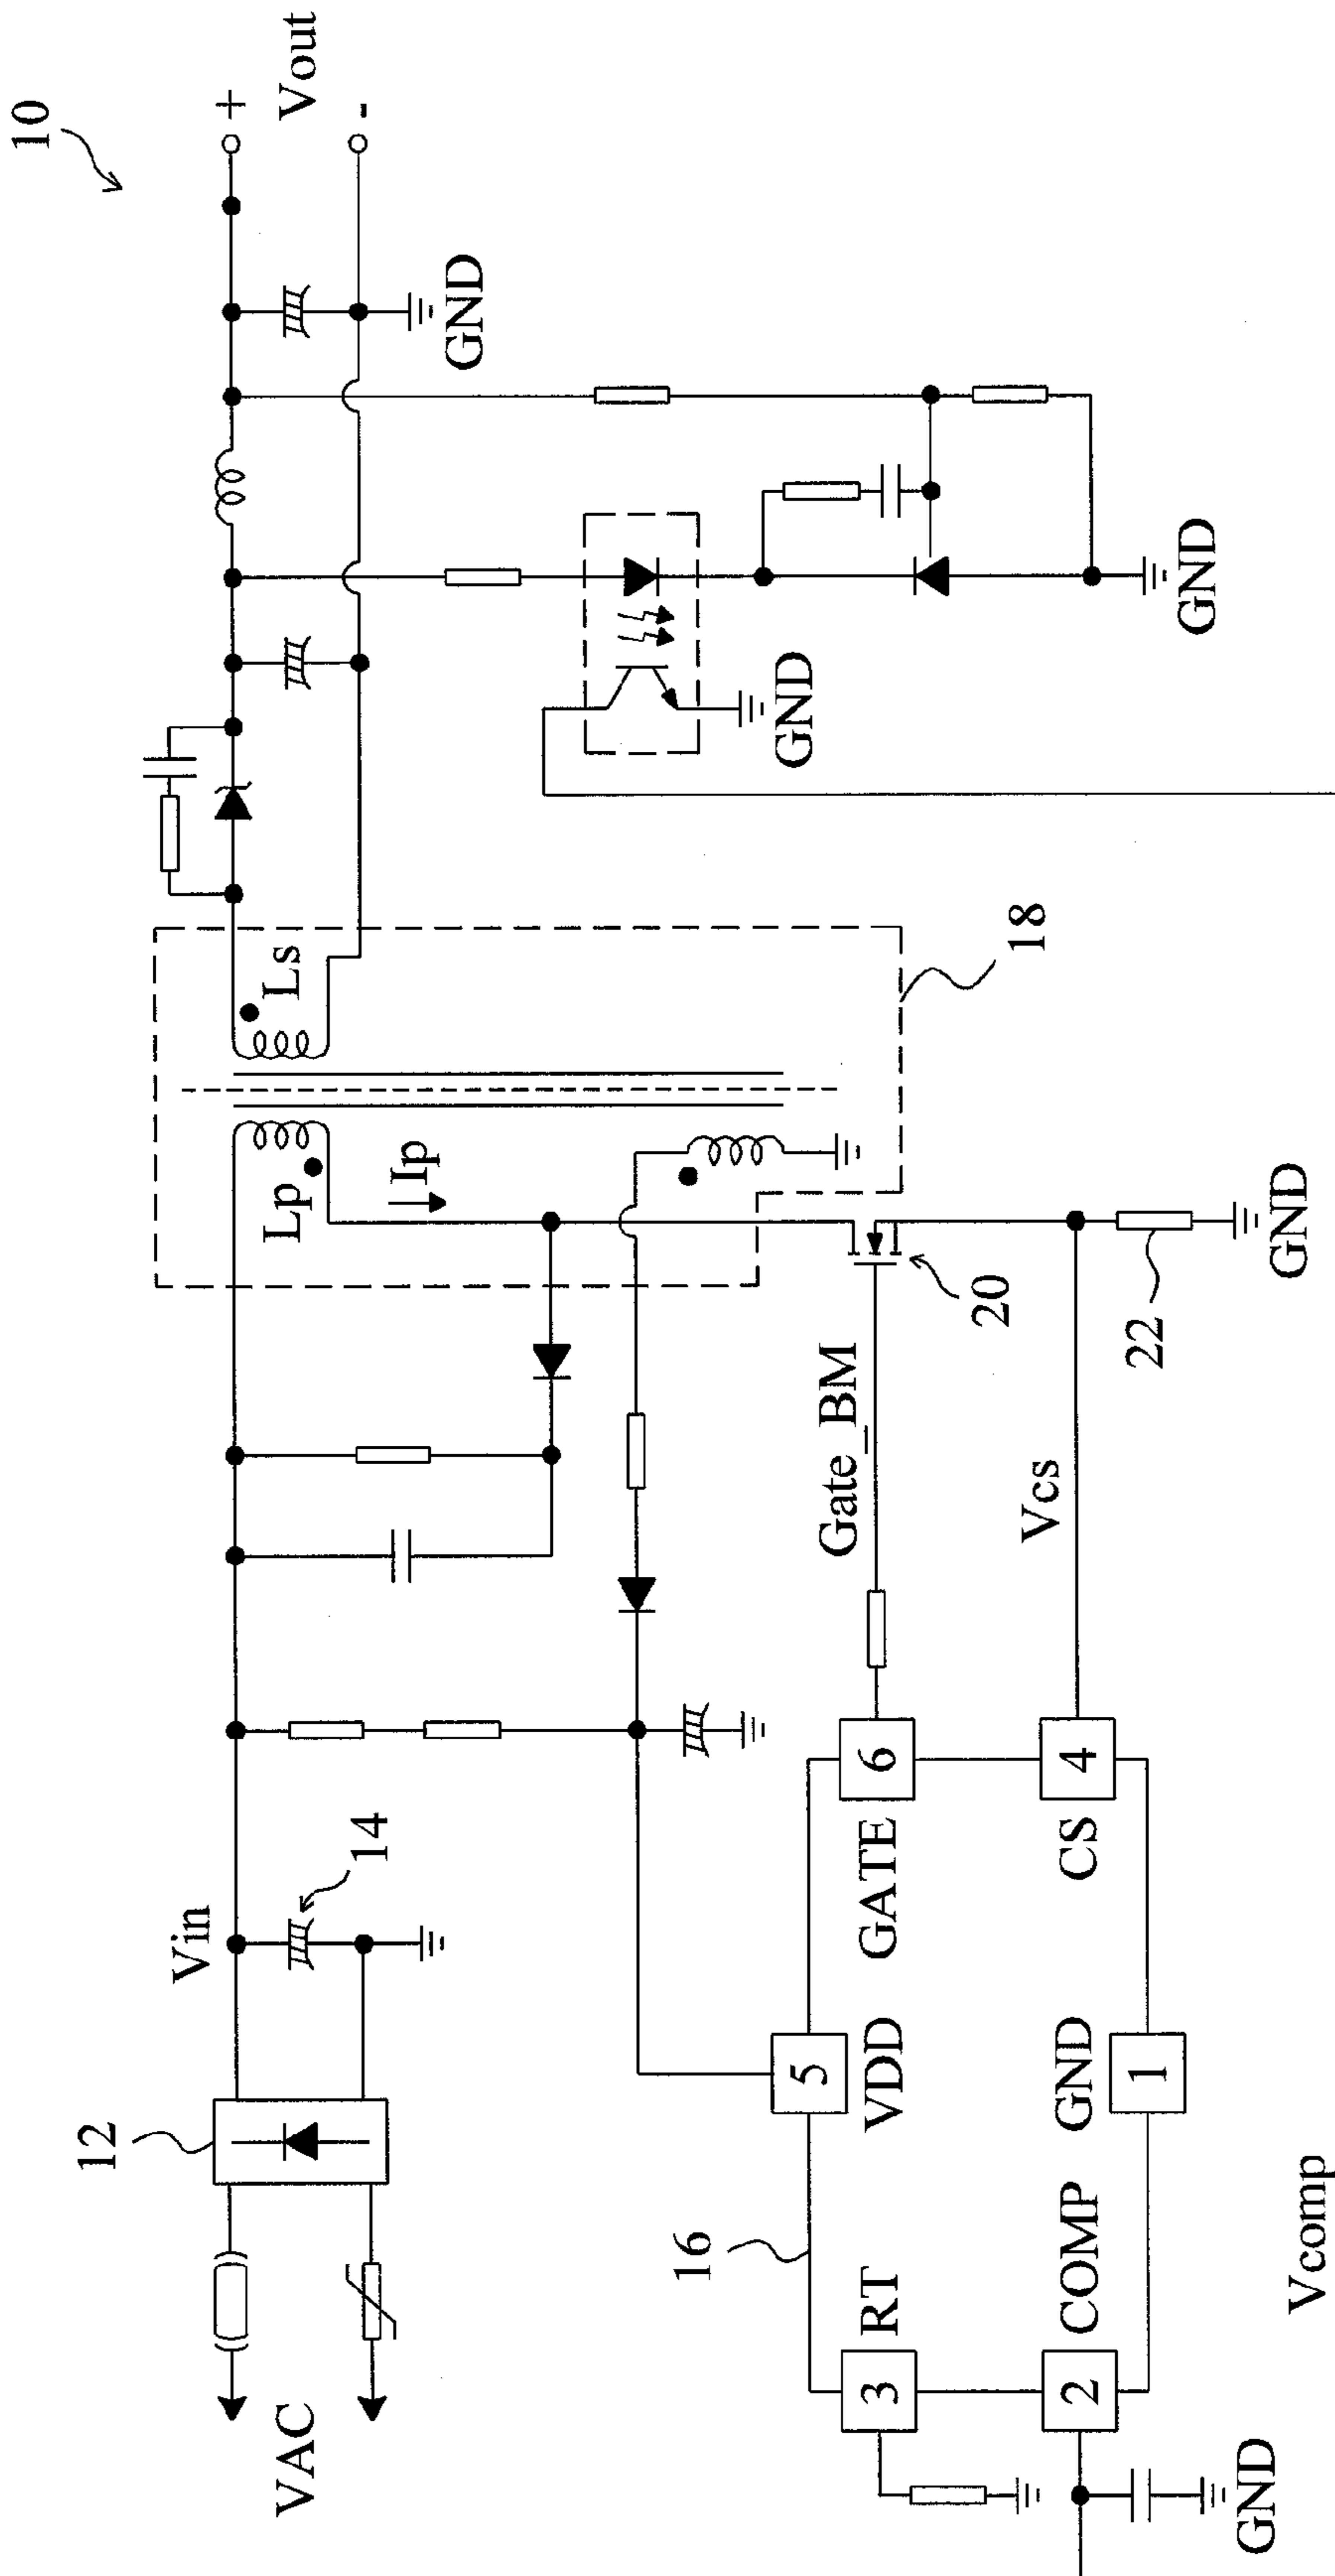 10
+
Vout
-
GND
GND
GND
18
Ls
Lp
Ip
20
22
GND
Gate_BM
Vcs
Vin
14
12
VAC
16
6
GATE
4
CS
5
VDD
GND
1
3
RT
2
COMP
GND
Vcomp